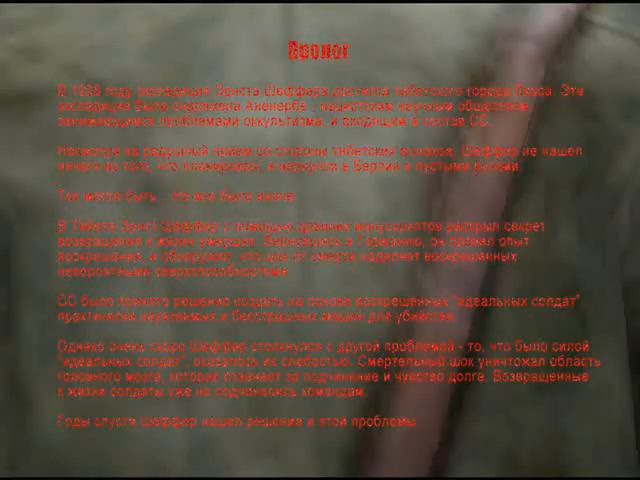 Пролог
В 1938 году экспедиция Эрнста Шеффера достигла тибетского города Лхаса. Эта
экспедиция была снаряжена Аненербе - нацистским научным обществом,
занимающимся проблемами оккультизма, и входящим в состав СС.
Несмотря на радушный прием со стороны тибетских монахов, Шеффер не нашел
ничего из того, что планировал, и вернулся в Берлин с пустыми руками.
Так могло быть - но все было иначе.
В Тибете Эрнст Шеффер с помощью древних манускриптов раскрыл секрет
возвращения к жизни умерших. Вернувшись в Германию, он провел опыт
воскрешения, и обнаружил, что шок от смерти наделяет воскрешенных
невероятными сверхспособностями.
СС было принято решение создать на основе воскрешенных "идеальных солдат"
практически неуязвимых и бесстрашных машин для убийства.
Однако очень скоро Шеффер столкнулся с другой проблемой - то, что было силой
"идеальных солдат", оказалось их слабостью. Смертельный шок уничтожал область
головного мозга, которая отвечает за подчинение и чувство долга. Возвращенные
к жизни солдаты уже не подчинялись командам.
Годы спустя Шеффер нашел решение и этой проблемы.